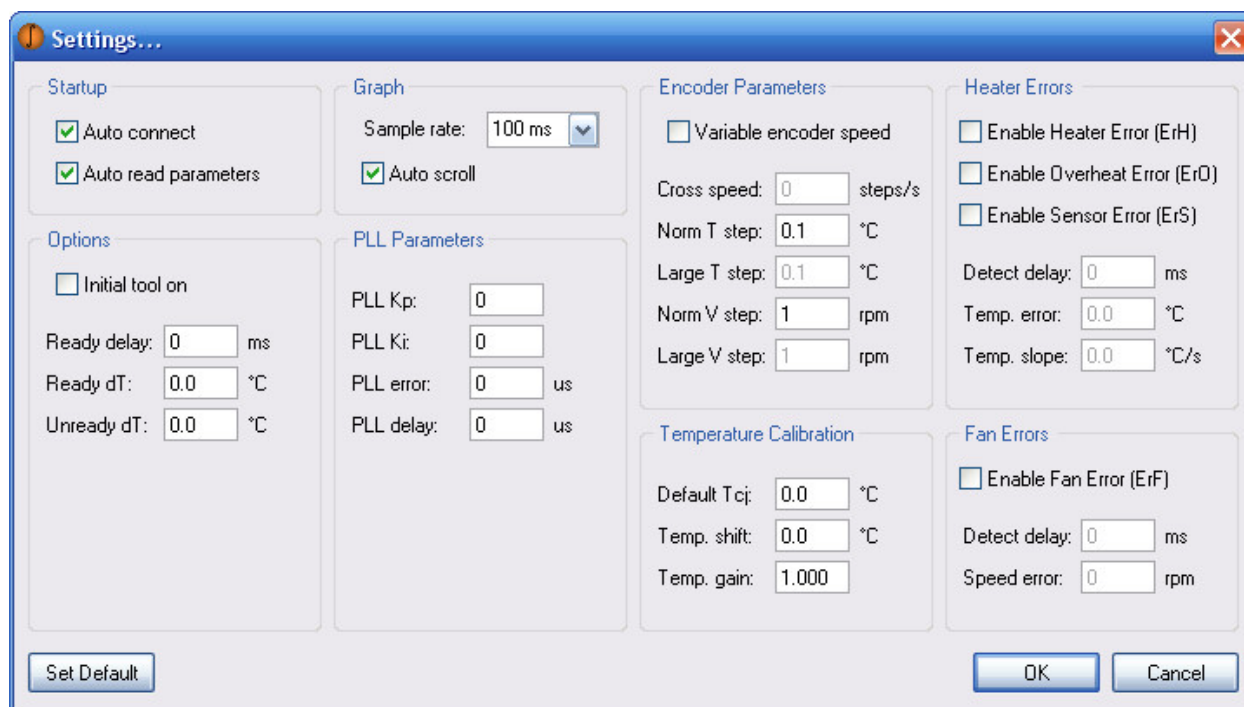 Settings...
Startup
Auto connect
Auto read parameters
Graph
Sample rate: 100 ms
Auto scroll
Encoder Parameters
Variable encoder speed
Cross speed: 0 steps/s
Norm T step: 0.1 °C
Large T step: 0.1 °C
Norm V step: 1 rpm
Large V step: 1 rpm
Heater Errors
Enable Heater Error (ErH)
Enable Overheat Error (ErO)
Enable Sensor Error (ErS)
Detect delay: 0 ms
Temp. error: 0.0 °C
Temp. slope: 0.0 °C/s
Options
Initial tool on
Ready delay: 0 ms
Ready dT: 0.0 °C
Unready dT: 0.0 °C
PLL Parameters
PLL Kp: 0
PLL Ki: 0
PLL error: 0 us
PLL delay: 0 us
Temperature Calibration
Default Tcj: 0.0 °C
Temp. shift: 0.0 °C
Temp. gain: 1.000
Fan Errors
Enable Fan Error (ErF)
Detect delay: 0 ms
Speed error: 0 rpm
Set Default
OK
Cancel